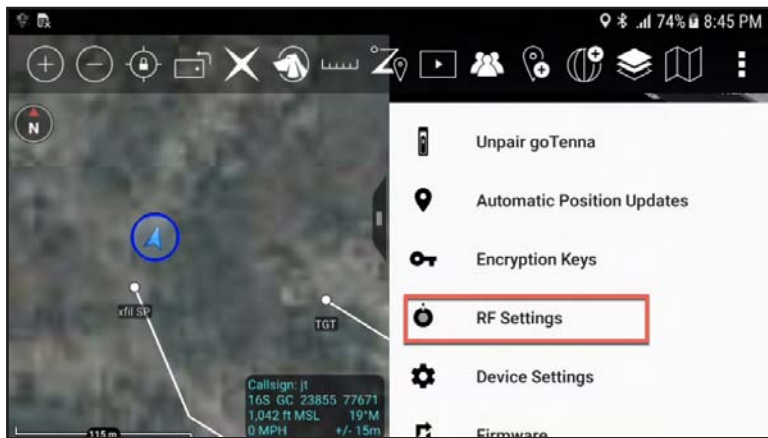 74% 8:45 PM
N
Unpair goTenna
Automatic Position Updates
Encryption Keys
RF Settings
Device Settings
Firmware
xfil SP
TGT
Callsign: jt
16S GC 23855 77671
1,042 ft MSL 19°M
0 MPH +/- 15m
115 m